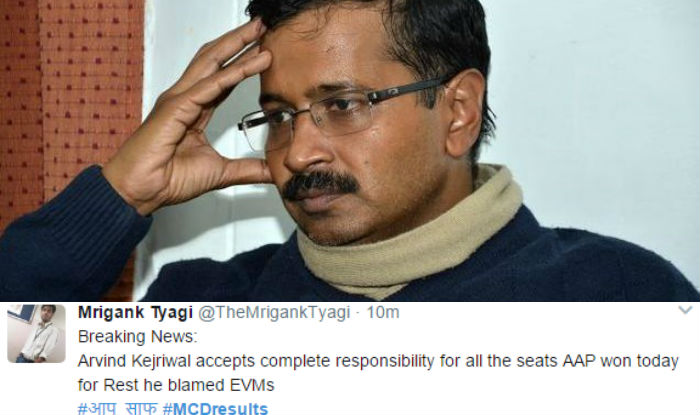 Mrigank Tyagi @TheMrigankTyagi · 10m
Breaking News:
Arvind Kejriwal accepts complete responsibility for all the seats AAP won today
for Rest he blamed EVMs
#आप_साफ #MCDresults